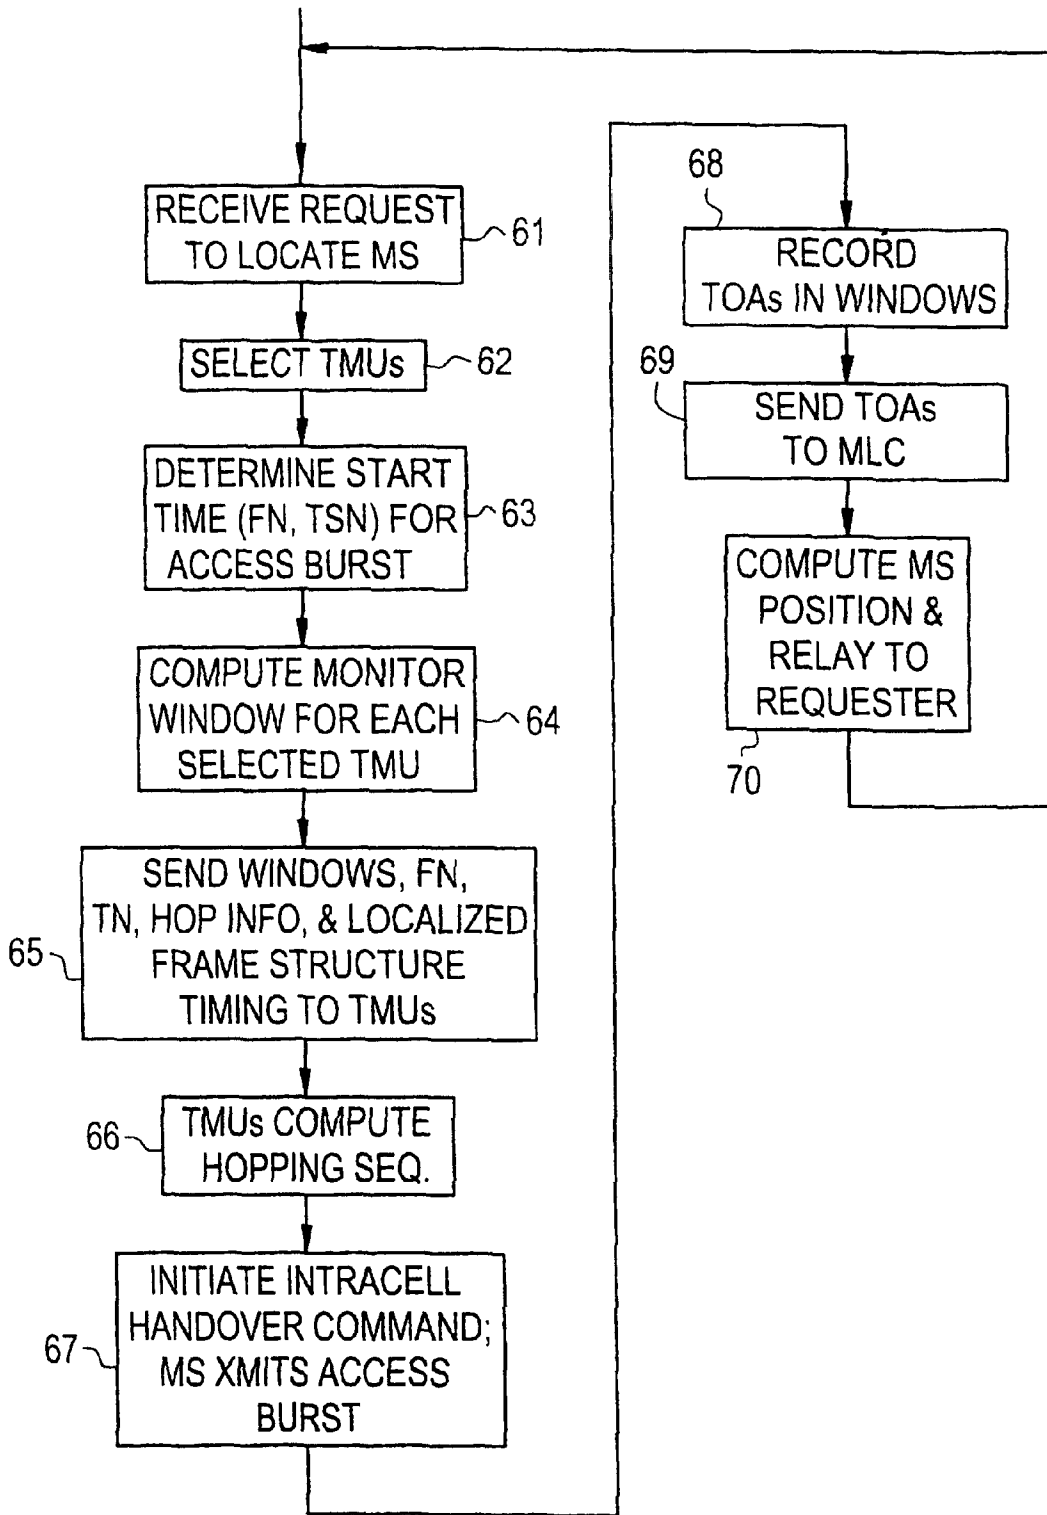 RECEIVE REQUEST
TO LOCATE MS
61
SELECT TMUs
62
DETERMINE START
TIME (FN, TSN) FOR
ACCESS BURST
63
COMPUTE MONITOR
WINDOW FOR EACH
SELECTED TMU
64
SEND WINDOWS, FN,
TN, HOP INFO, & LOCALIZED
FRAME STRUCTURE
TIMING TO TMUs
65
TMUs COMPUTE
HOPPING SEQ.
66
INITIATE INTRACELL
HANDOVER COMMAND;
MS XMITS ACCESS
BURST
67
68
RECORD
TOAs IN WINDOWS
69
SEND TOAs
TO MLC
COMPUTE MS
POSITION &
RELAY TO
REQUESTER
70